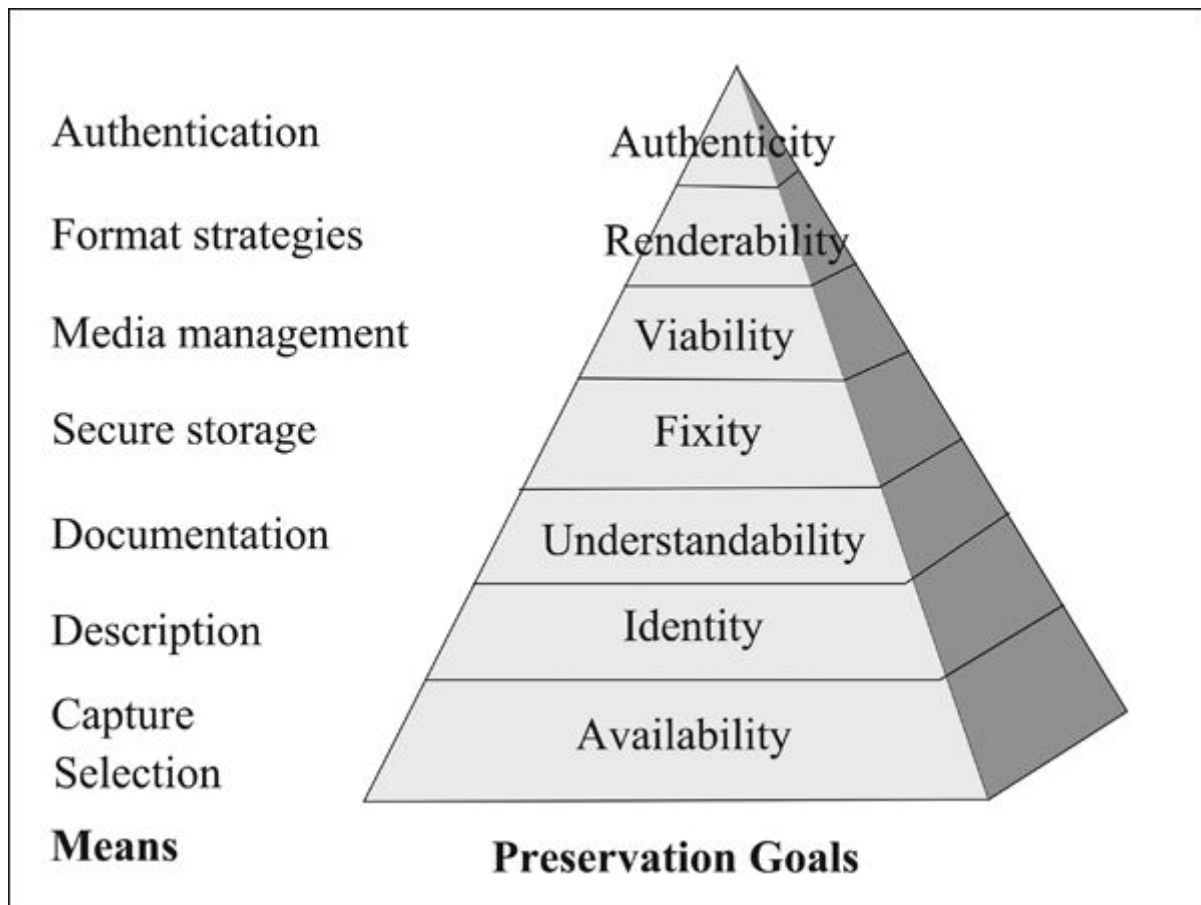 Authentication
Authenticity
Format strategies
Renderability
Media management
Viability
Secure storage
Fixity
Documentation
Understandability
Description
Identity
Capture
Selection
Availability
Means
Preservation Goals